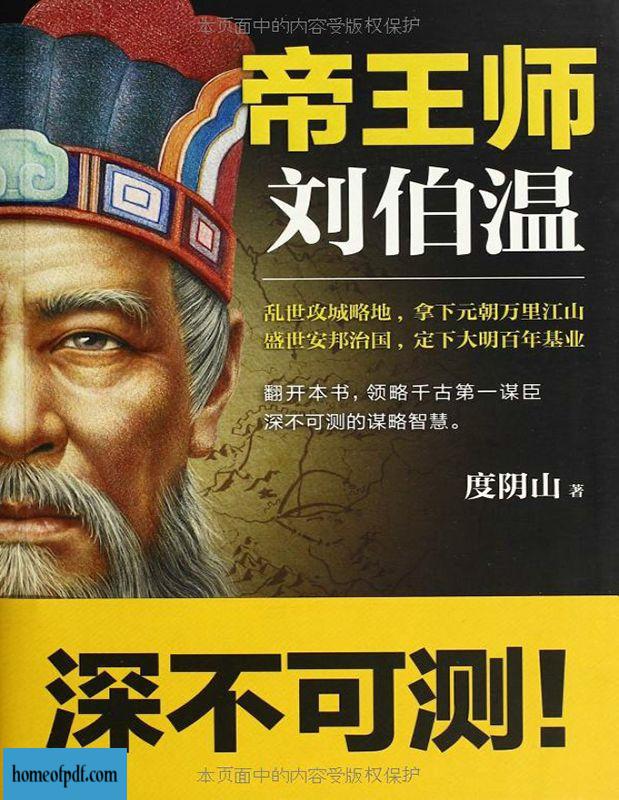 本页面中的内容受版权保护
帝王师
刘伯温
乱世攻城略地，拿下元朝万里江山
盛世安邦治国，定下大明百年基业
翻开本书，领略千古第一谋臣
深不可测的谋略智慧。
度阴山 著
深不可测！
homeofpdf.com
本页面中的内容受版权保护